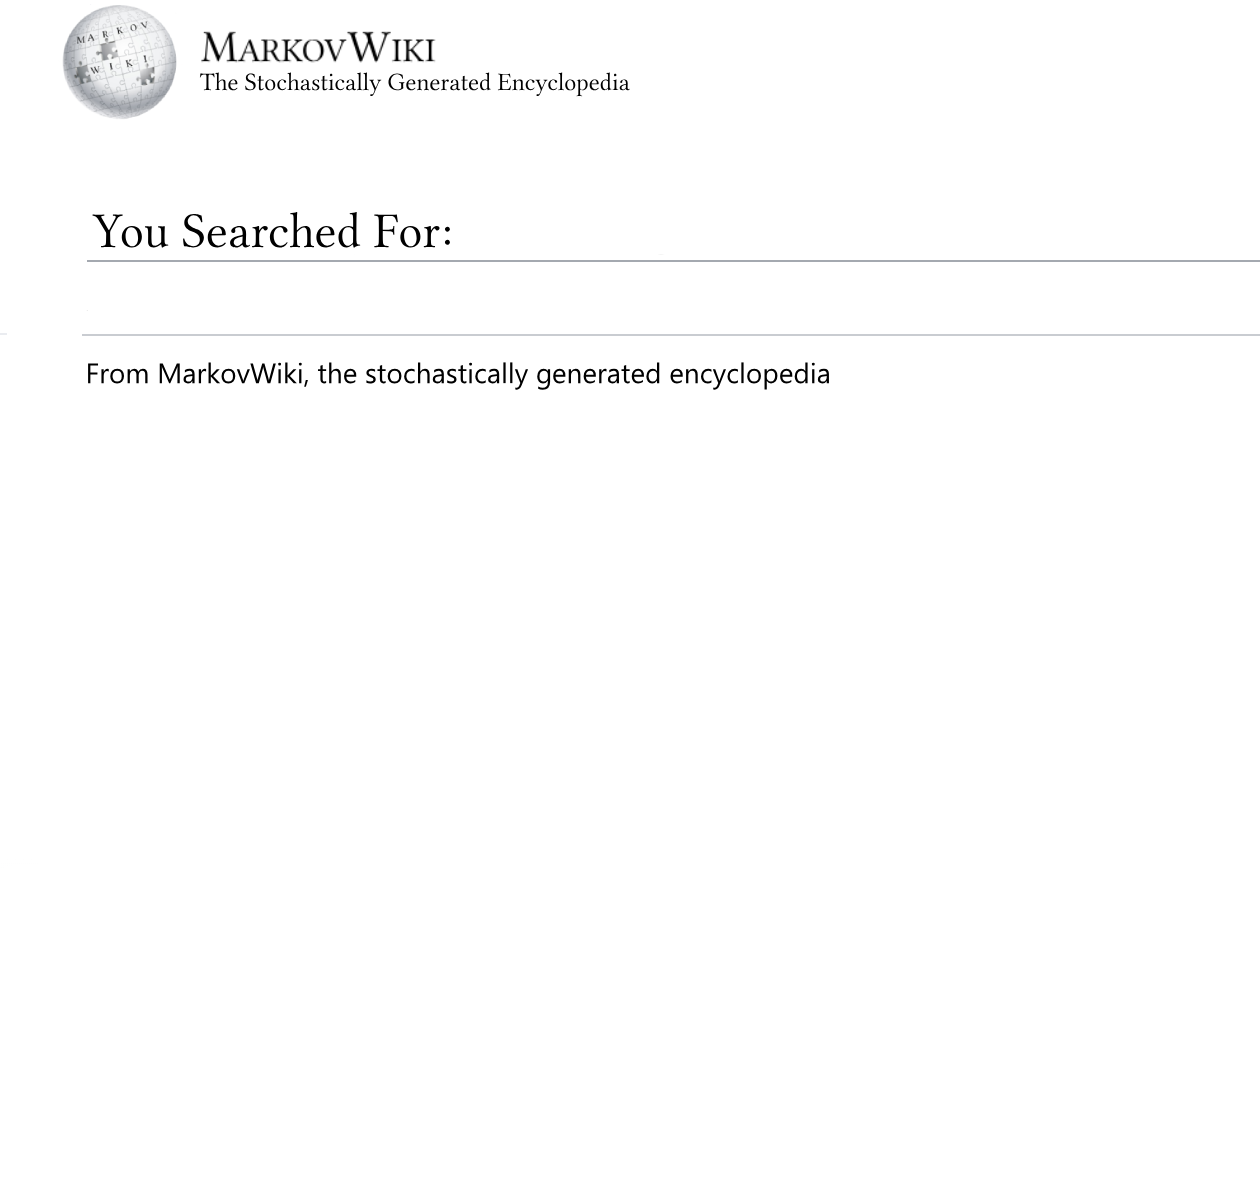 MARKOV
WIKI
MARKOVWIKI
The Stochastically Generated Encyclopedia
You Searched For:
From MarkovWiki, the stochastically generated encyclopedia